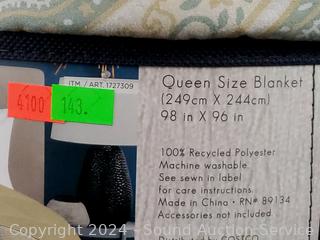 ITM. / ART. 1727309
4100
143.
Queen Size Blanket
(249cm X 244cm)
98 in X 96 in
100% Recycled Polyester
Machine washable.
See sewn in label
for care instructions.
Made in China • RN# 89134
Accessories not included
Distributed by COSTCO
Copyright 2024 - Sound Auction Service